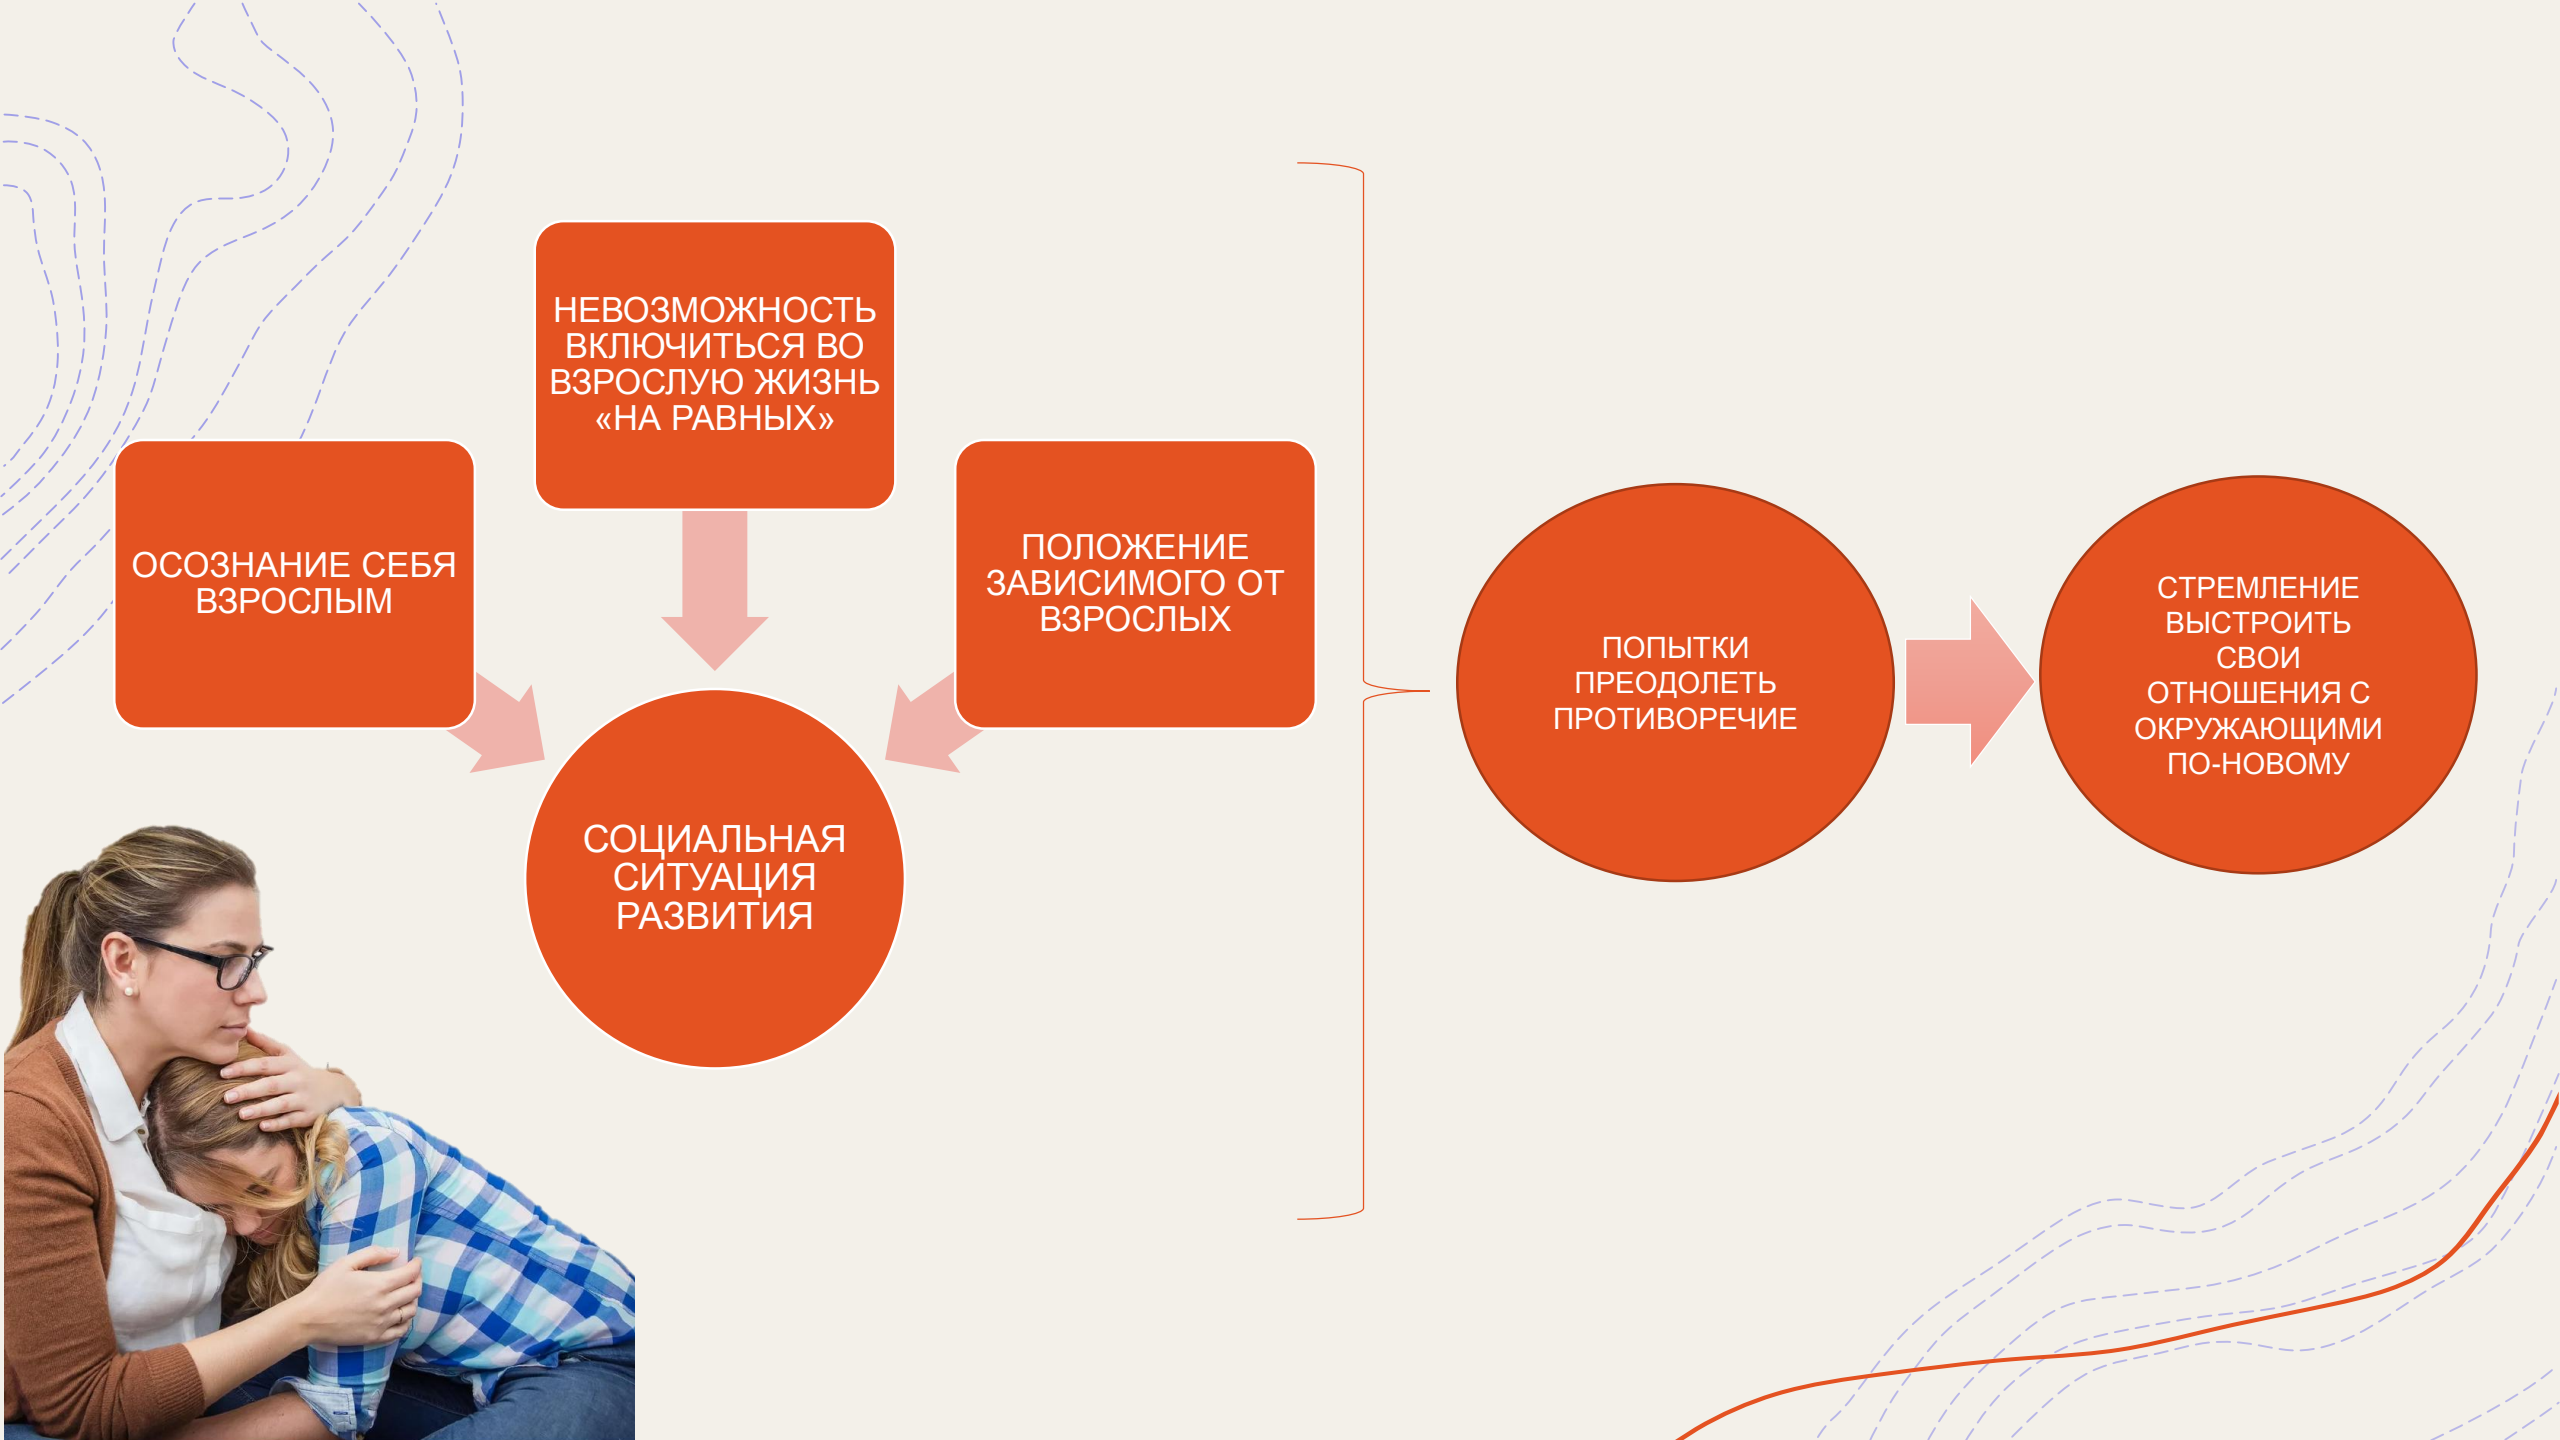 НЕВОЗМОЖНОСТЬ
ВКЛЮЧИТЬСЯ ВО
ВЗРОСЛУЮ ЖИЗНЬ
«НА РАВНЫХ»
ОСОЗНАНИЕ СЕБЯ
ВЗРОСЛЫМ
ПОЛОЖЕНИЕ
ЗАВИСИМОГО ОТ
ВЗРОСЛЫХ
СОЦИАЛЬНАЯ
СИТУАЦИЯ
РАЗВИТИЯ
ПОПЫТКИ
ПРЕОДОЛЕТЬ
ПРОТИВОРЕЧИЕ
СТРЕМЛЕНИЕ
ВЫСТРОИТЬ
СВОИ
ОТНОШЕНИЯ С
ОКРУЖАЮЩИМИ
ПО-НОВОМУ